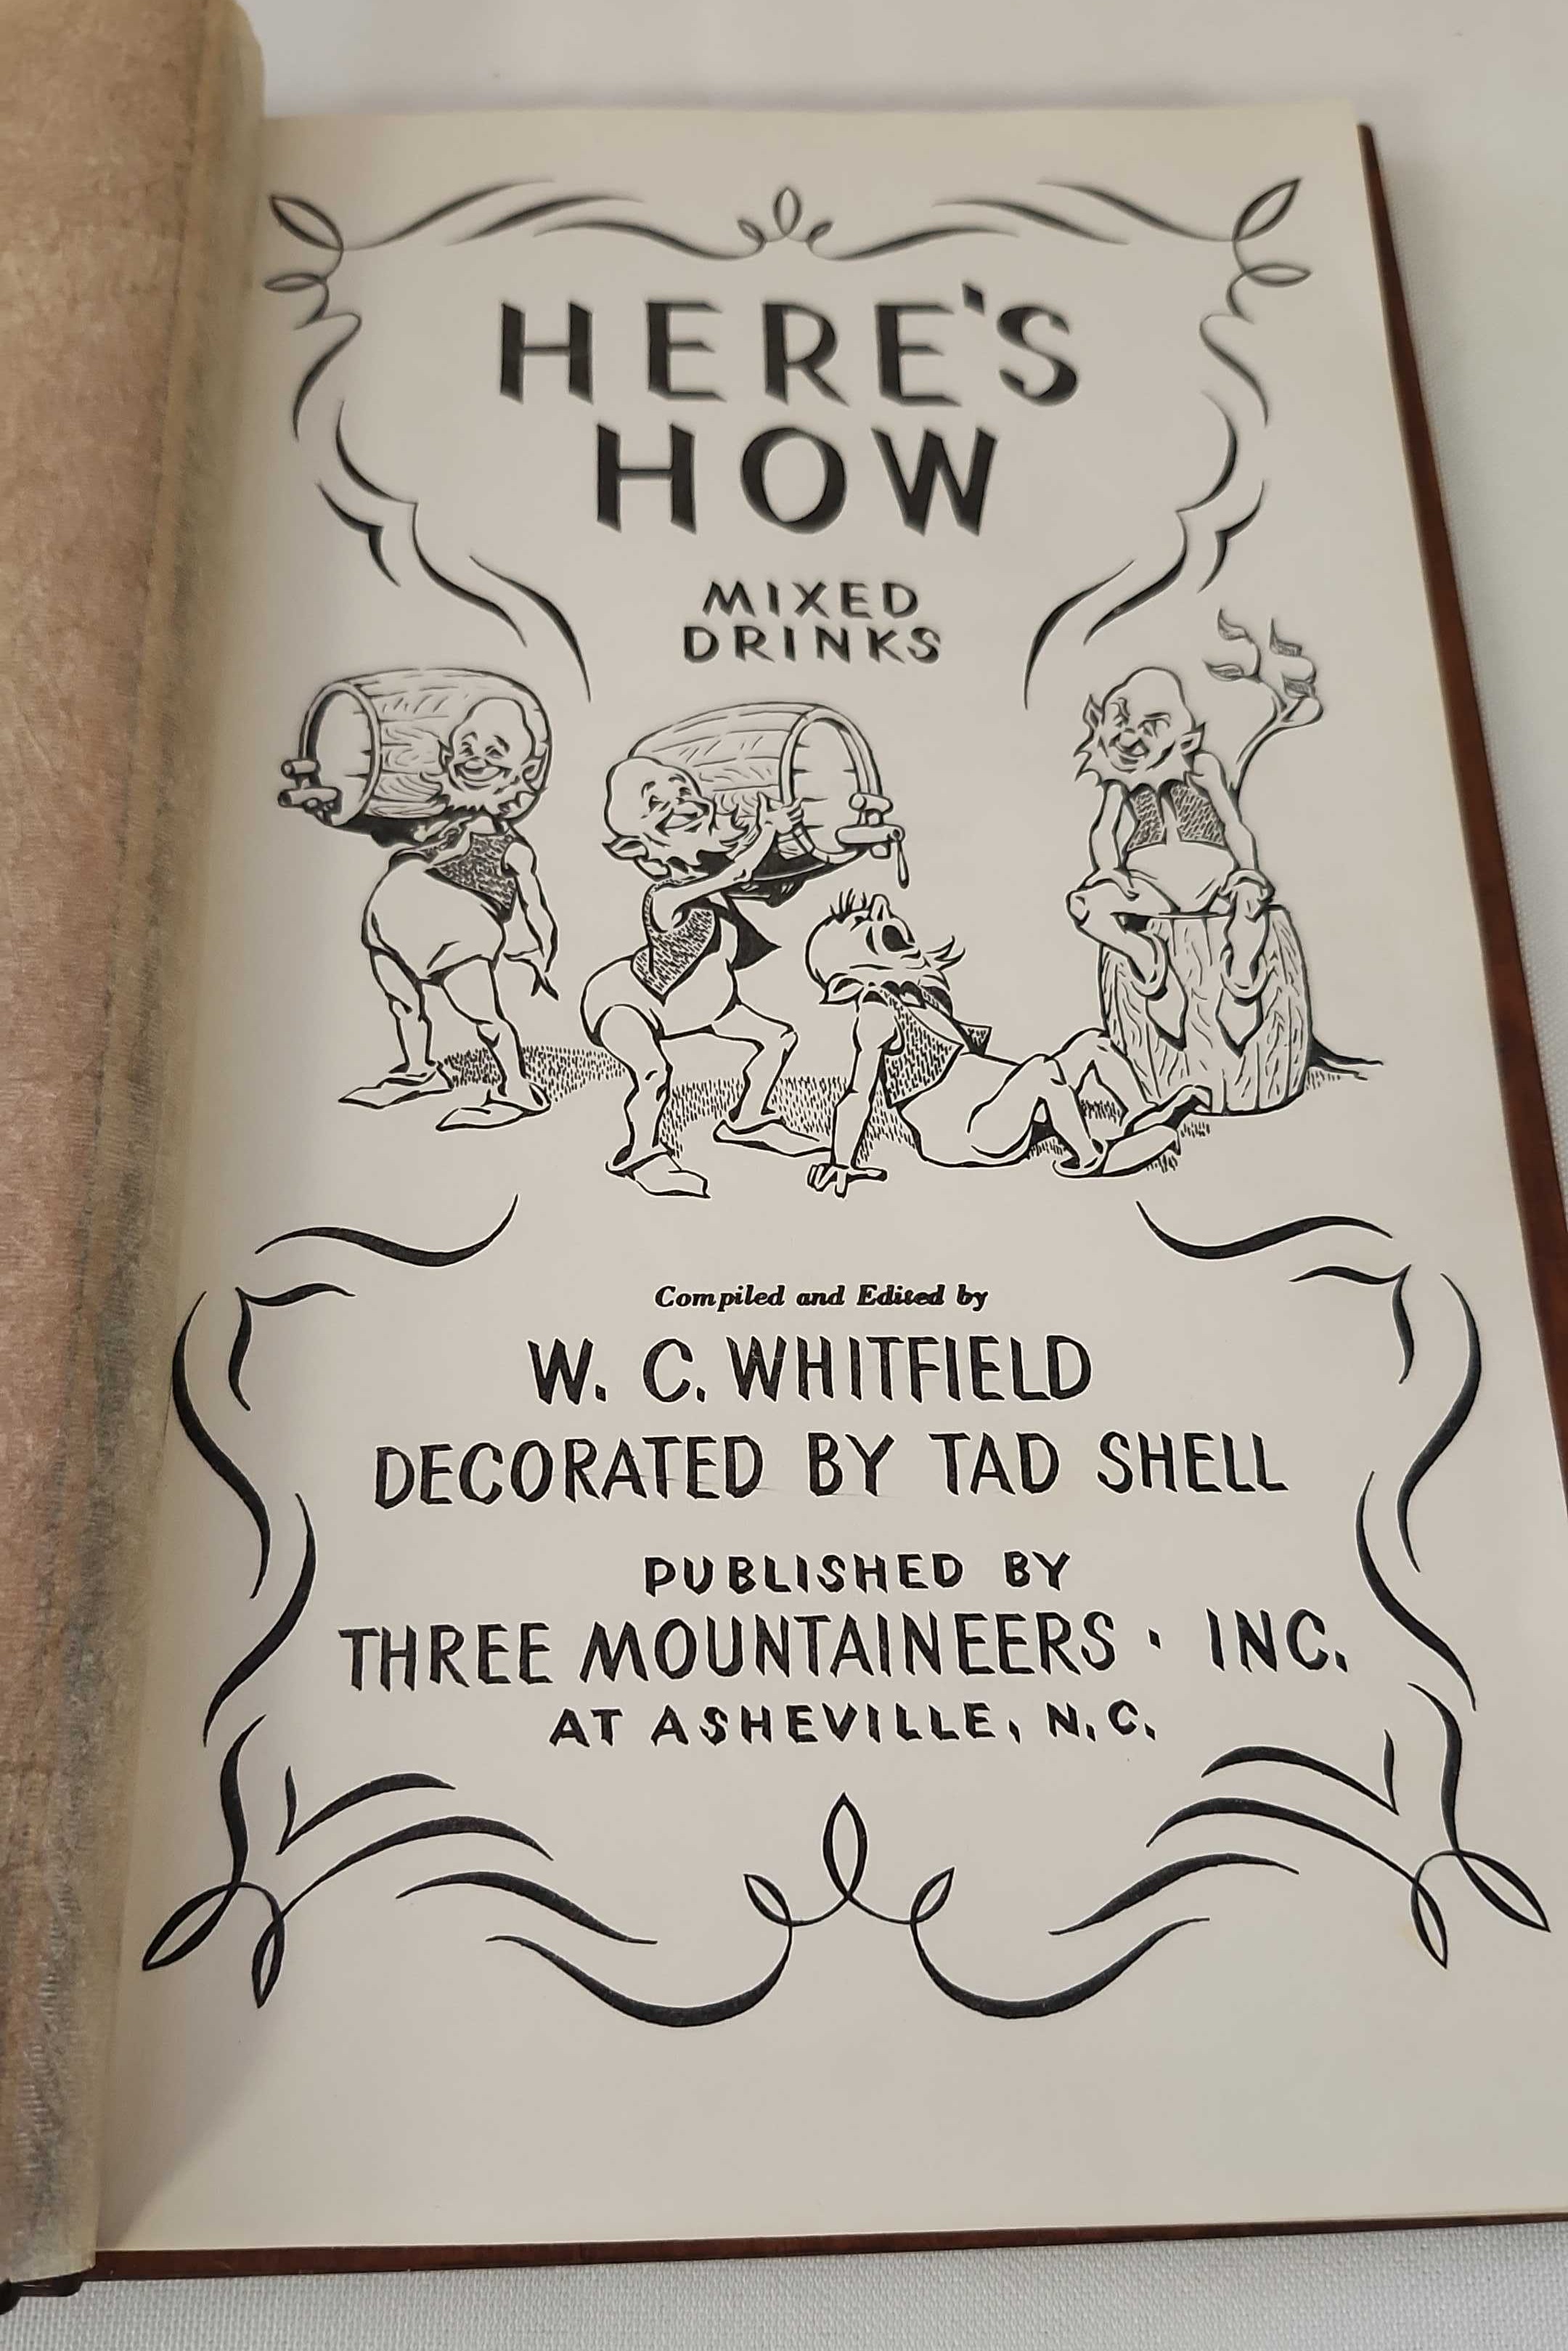 HERE'S
HOW
MIXED
DRINKS
Compiled and Edited by
W. C. WHITFIELD
DECORATED BY TAD SHELL
PUBLISHED BY
THREE MOUNTAINEERS · INC.
AT ASHEVILLE, N.C.